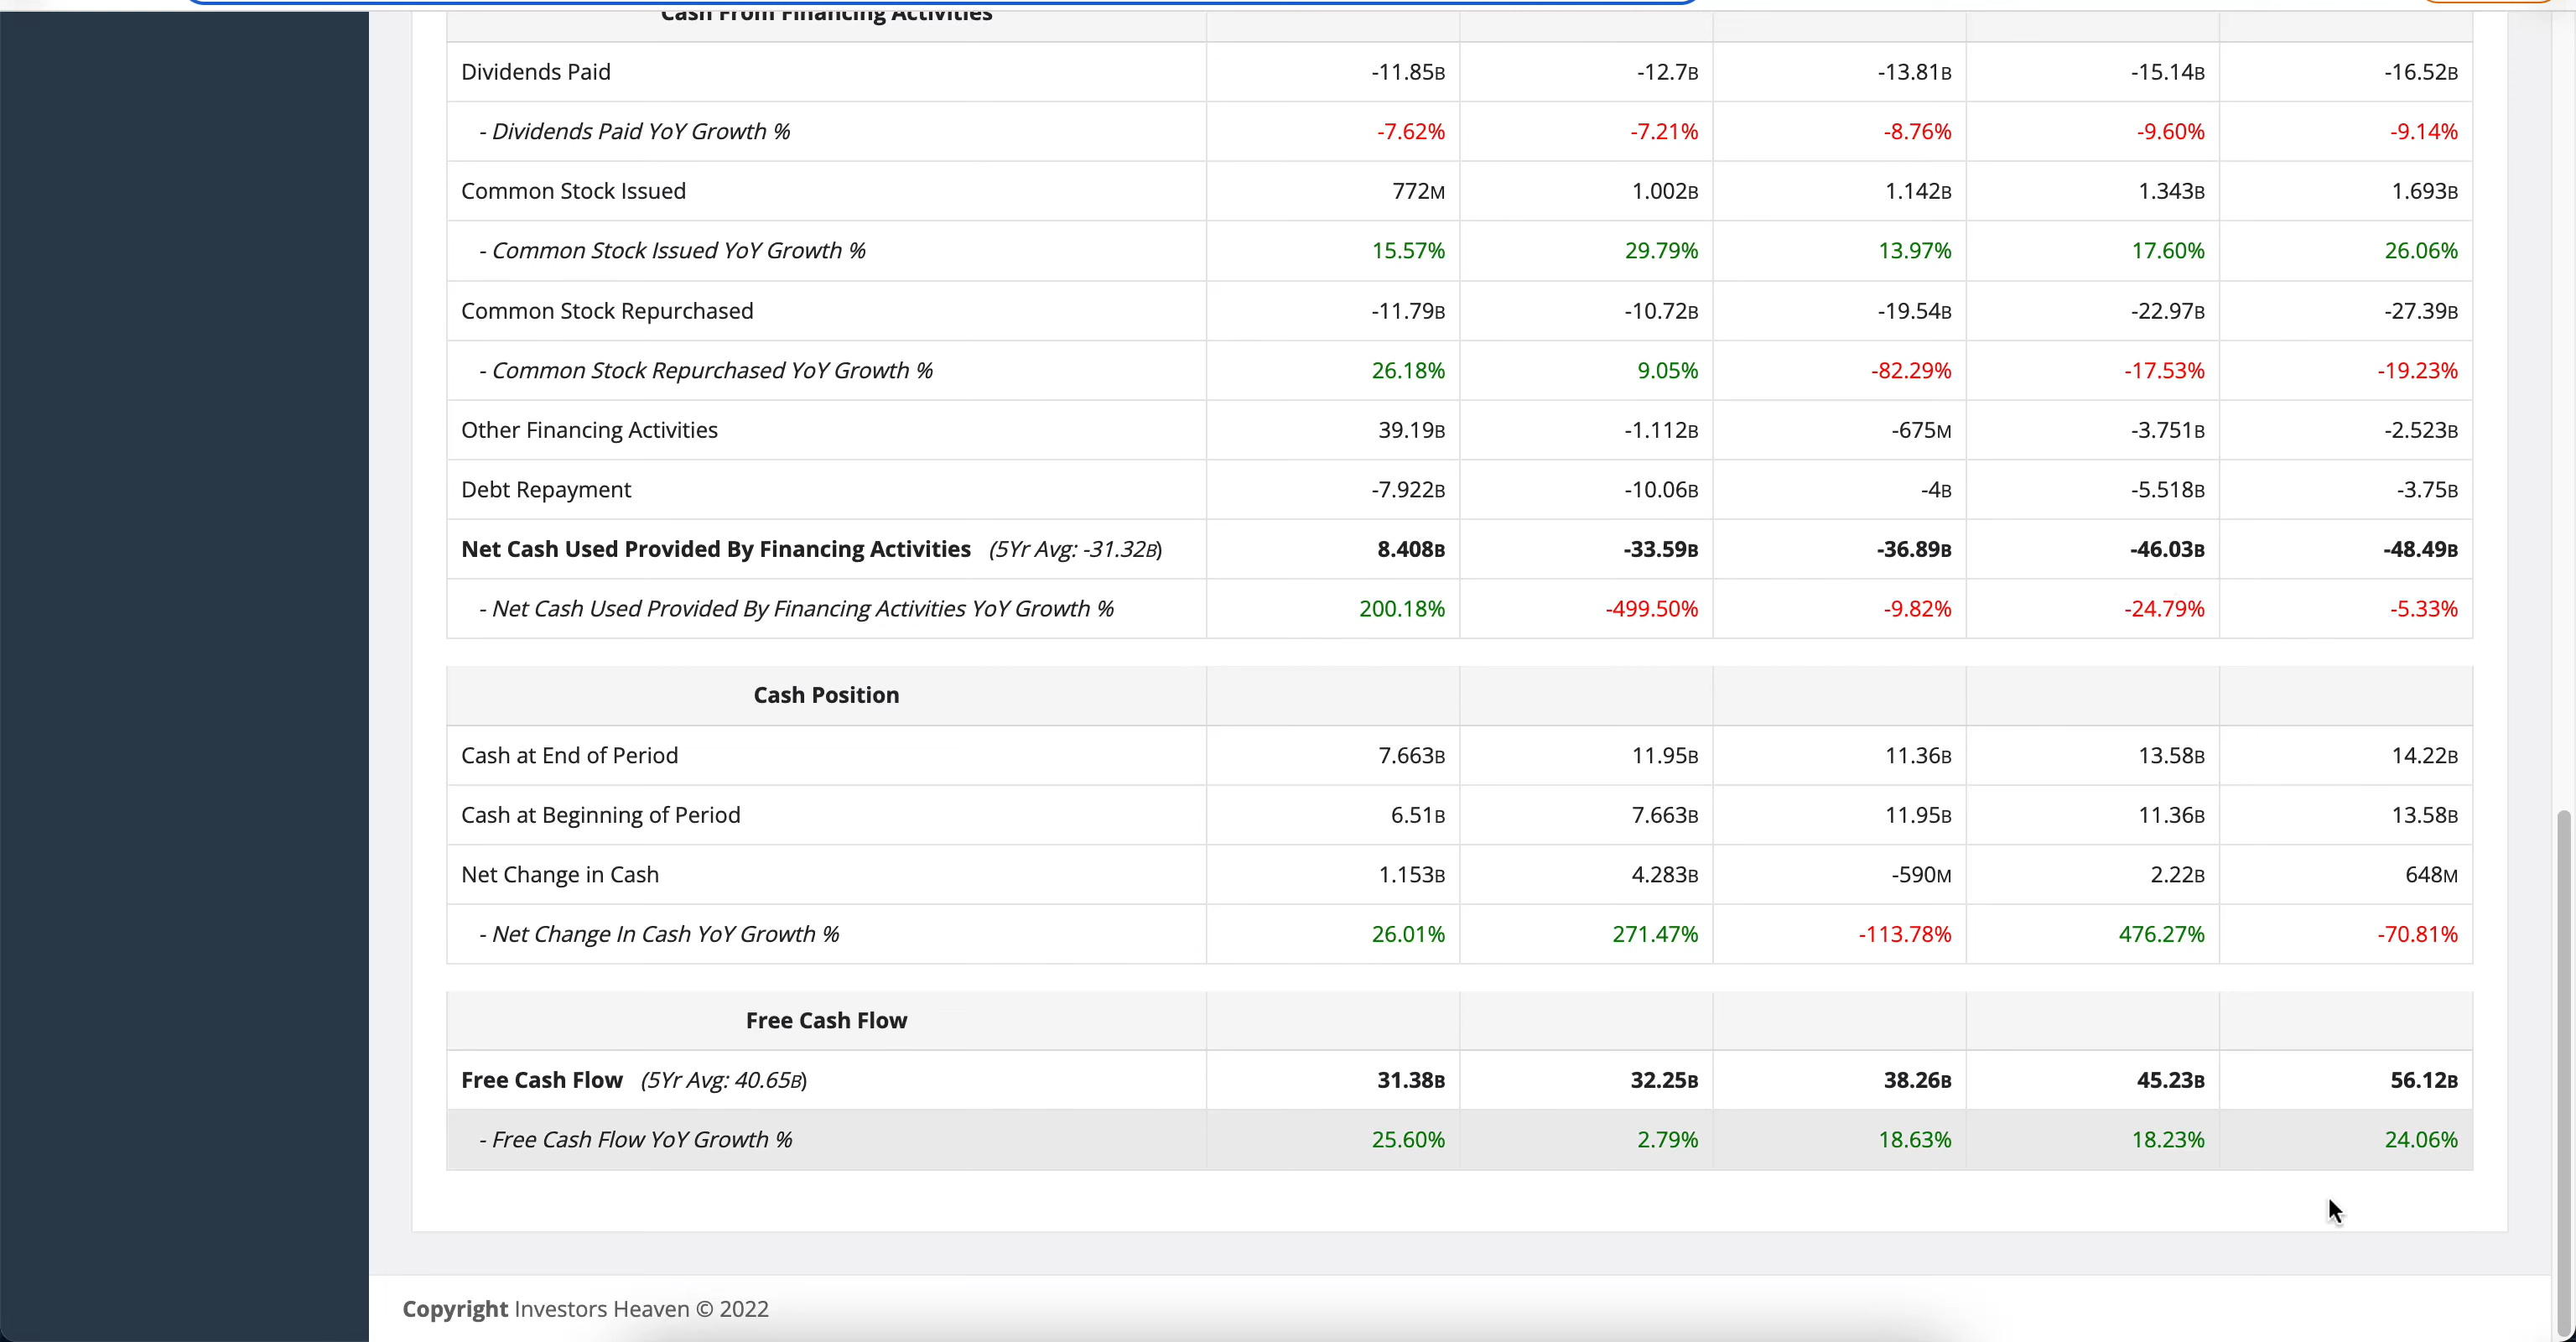 Cash From Financing Activities
Dividends Paid -11.85B -12.7B -13.81B -15.14B -16.52B
- Dividends Paid YoY Growth % -7.62% -7.21% -8.76% -9.60% -9.14%
Common Stock Issued 772M 1.002B 1.142B 1.343B 1.693B
- Common Stock Issued YoY Growth % 15.57% 29.79% 13.97% 17.60% 26.06%
Common Stock Repurchased -11.79B -10.72B -19.54B -22.97B -27.39B
- Common Stock Repurchased YoY Growth % 26.18% 9.05% -82.29% -17.53% -19.23%
Other Financing Activities 39.19B -1.112B -675M -3.751B -2.523B
Debt Repayment -7.922B -10.06B -4B -5.518B -3.75B
Net Cash Used Provided By Financing Activities (5Yr Avg: -31.32B) 8.408B -33.59B -36.89B -46.03B -48.49B
- Net Cash Used Provided By Financing Activities YoY Growth % 200.18% -499.50% -9.82% -24.79% -5.33%
Cash Position
Cash at End of Period 7.663B 11.95B 11.36B 13.58B 14.22B
Cash at Beginning of Period 6.51B 7.663B 11.95B 11.36B 13.58B
Net Change in Cash 1.153B 4.283B -590M 2.22B 648M
- Net Change In Cash YoY Growth % 26.01% 271.47% -113.78% 476.27% -70.81%
Free Cash Flow
Free Cash Flow (5Yr Avg: 40.65B) 31.38B 32.25B 38.26B 45.23B 56.12B
- Free Cash Flow YoY Growth % 25.60% 2.79% 18.63% 18.23% 24.06%
Copyright Investors Heaven © 2022